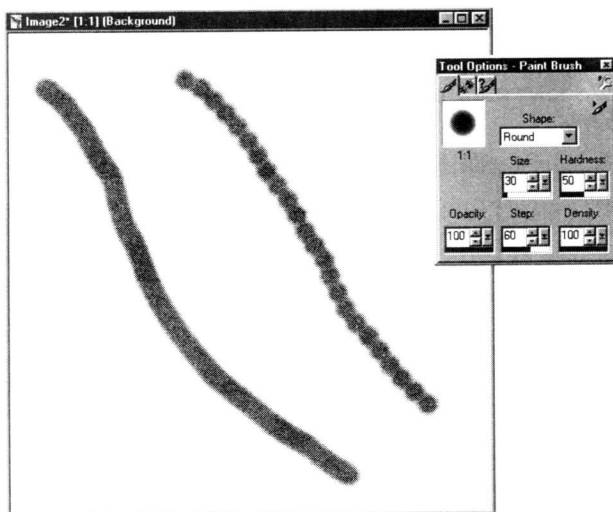 Image2* [1:1] (Background)
Tool Options - Paint Brush
Shape:
Round
1:1
Size: Hardness:
30 50
Opacity: Step: Density:
100 60 100